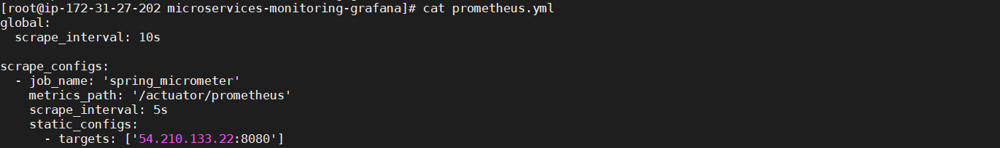 [root@ip-172-31-27-202 microservices-monitoring-grafana]# cat prometheus.yml
global:
  scrape_interval: 10s

scrape_configs:
  - job_name: 'spring_micrometer'
    metrics_path: '/actuator/prometheus'
    scrape_interval: 5s
    static_configs:
      - targets: ['54.210.133.22:8080']